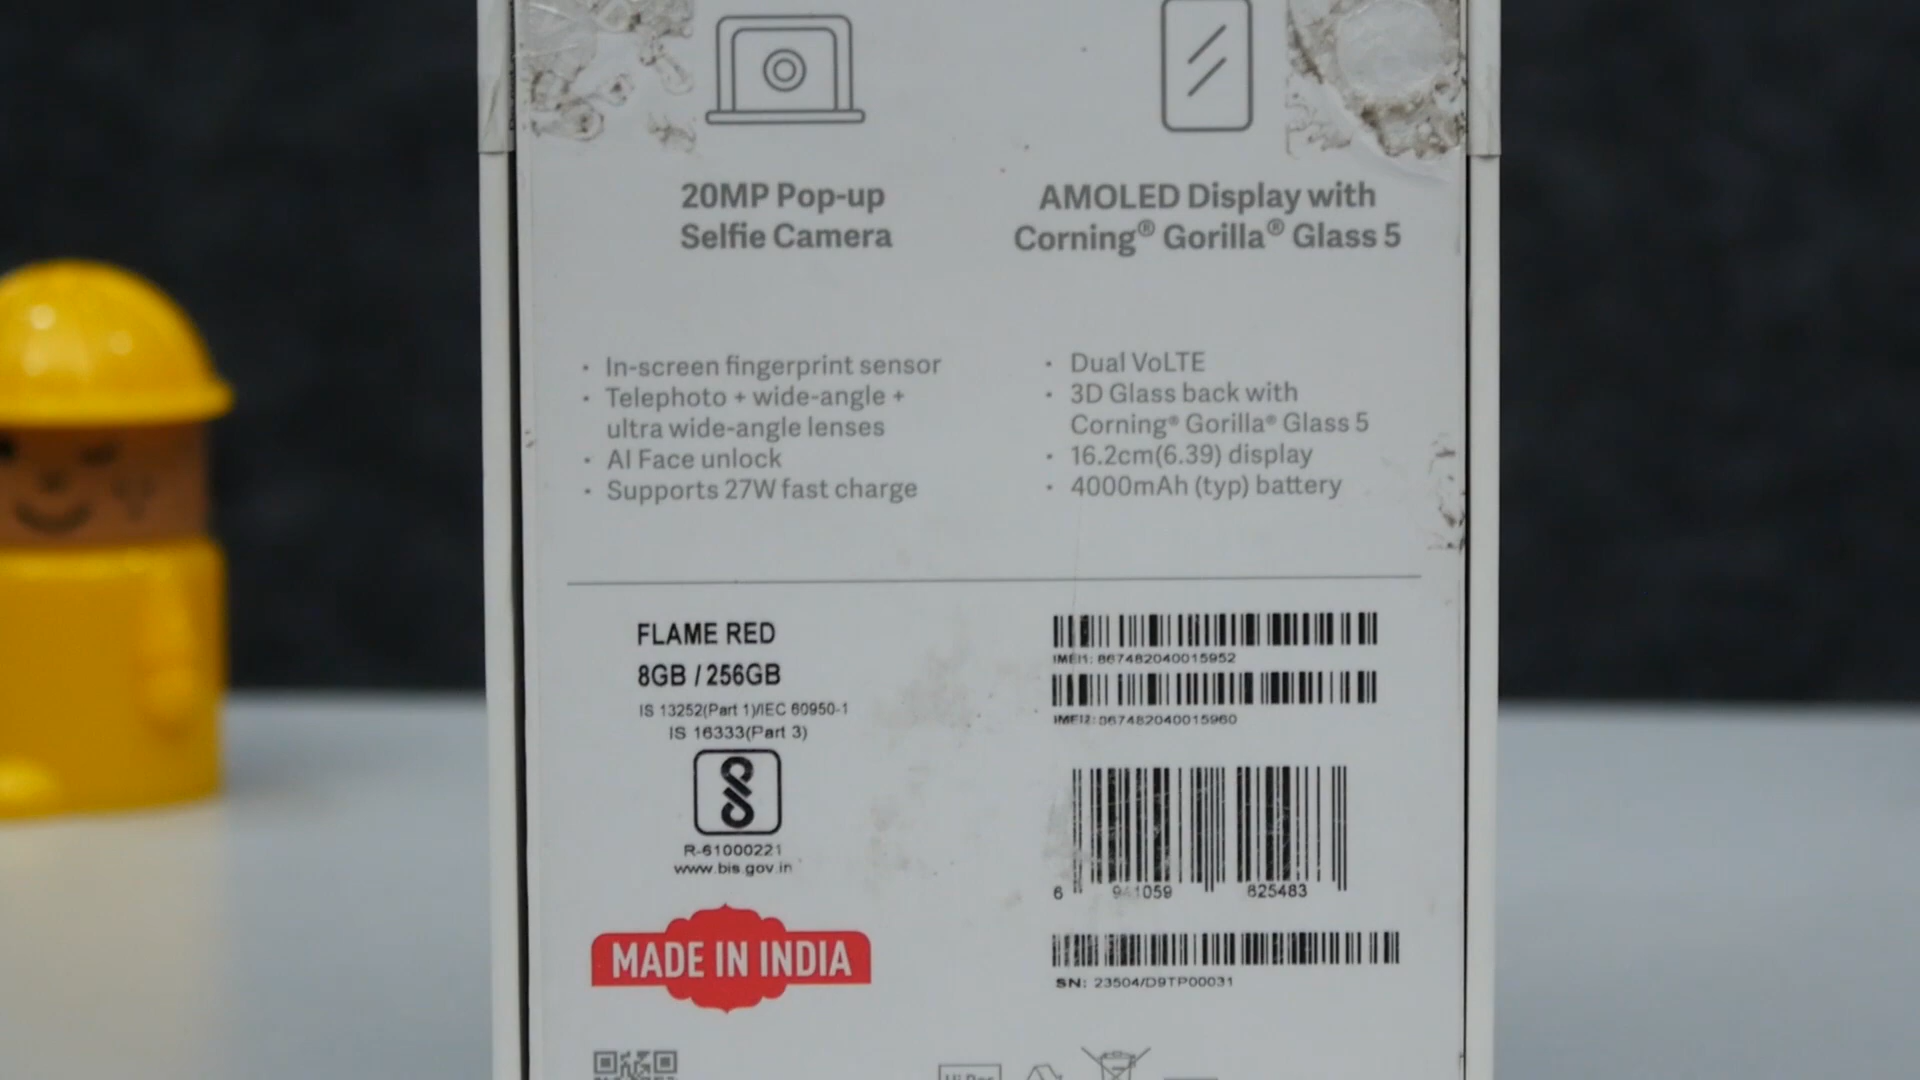 20MP Pop-up
Selfie Camera
AMOLED Display with
Corning® Gorilla® Glass 5
• In-screen fingerprint sensor
• Telephoto + wide-angle +
ultra wide-angle lenses
• AI Face unlock
• Supports 27W fast charge
• Dual VoLTE
• 3D Glass back with
Corning® Gorilla® Glass 5
• 16.2cm(6.39) display
• 4000mAh (typ) battery
FLAME RED
8GB / 256GB
IS 13252(Part 1)/IEC 60950-1
IS 16333(Part 3)
R-61000221
www.bis.gov.in
MADE IN INDIA
IMEI1: 867482040015952
IMEI2: 867482040015960
6 941059 825483
SN: 23504/D9TP00031